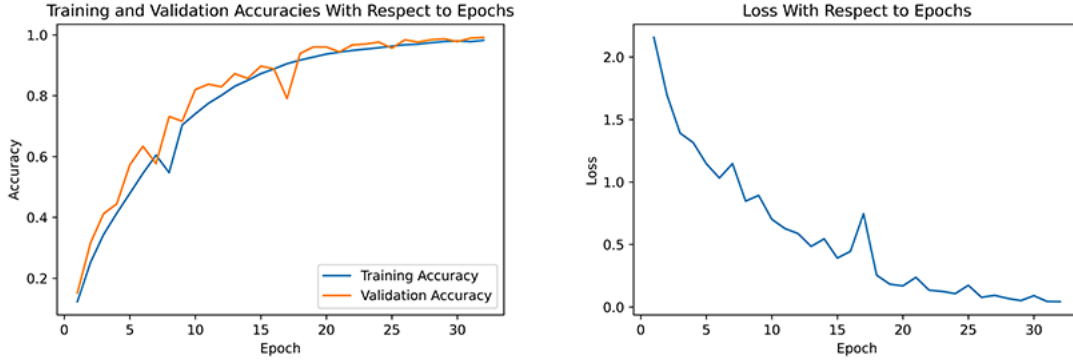 Training and Validation Accuracies With Respect to Epochs
1.0
0.8
0.6
0.4
0.2
Accuracy
Training Accuracy
Validation Accuracy
0 5 10 15 20 25 30
Epoch
Loss With Respect to Epochs
2.0
1.5
1.0
0.5
0.0
Loss
0 5 10 15 20 25 30
Epoch